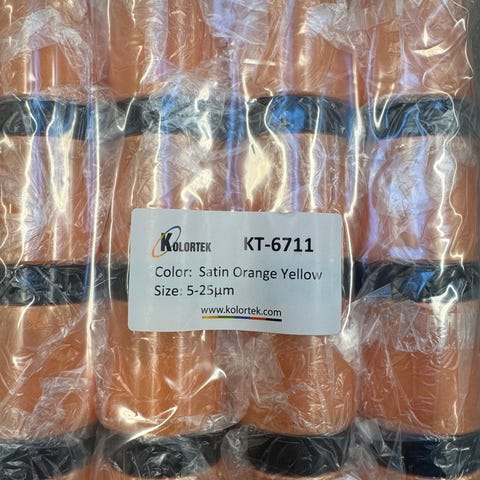 KOLORTEK KT-6711
Color: Satin Orange Yellow
Size: 5-25μm
www.kolortek.com